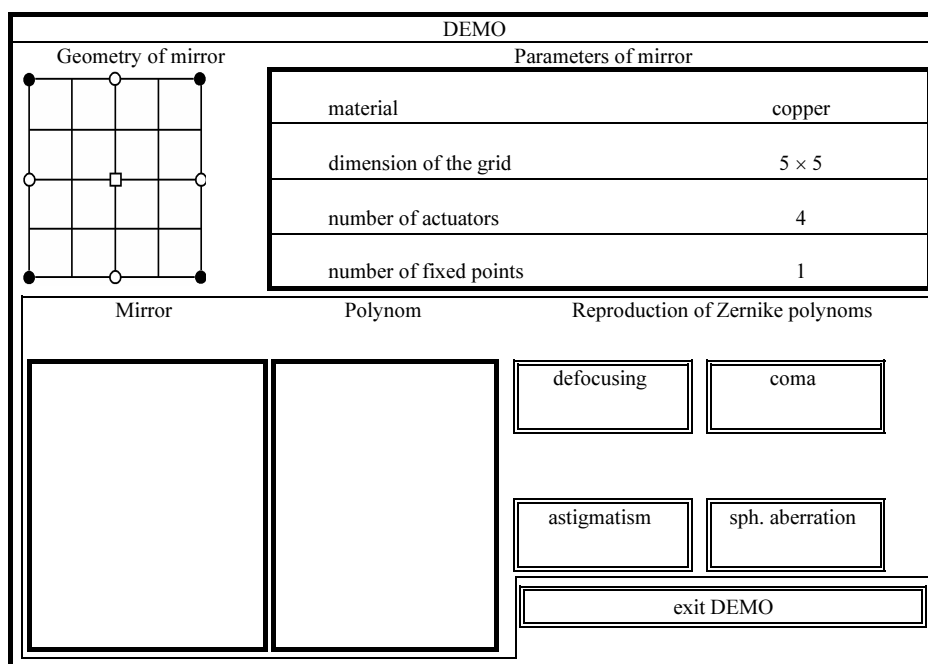 DEMO
Geometry of mirror
Parameters of mirror
material copper
dimension of the grid 5 × 5
number of actuators 4
number of fixed points 1
Mirror
Polynom
Reproduction of Zernike polynoms
defocusing
coma
astigmatism
sph. aberration
exit DEMO